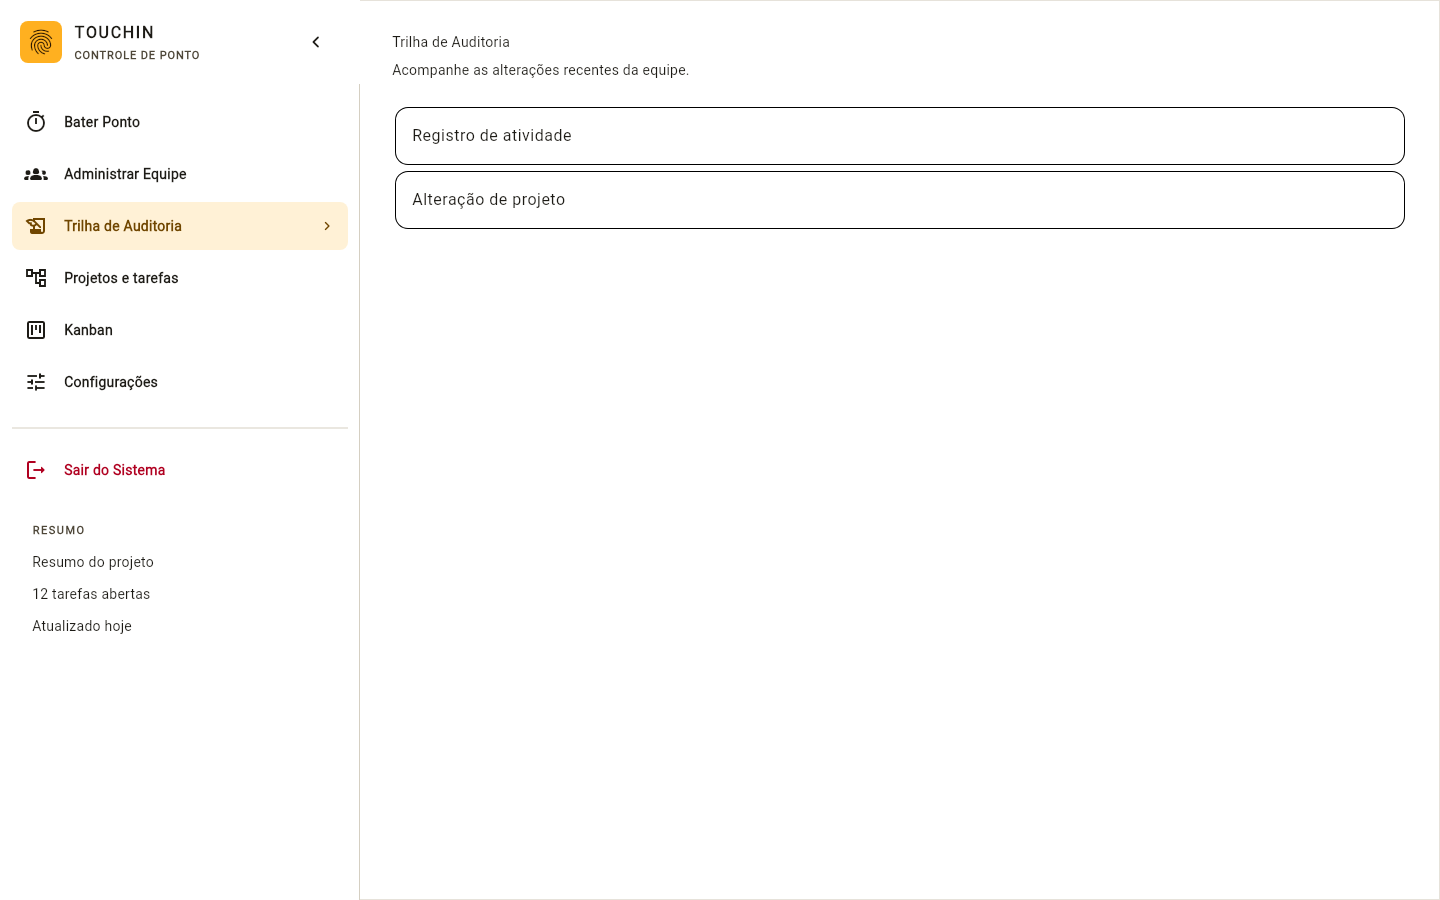 TOUCHIN
CONTROLE DE PONTO
Bater Ponto
Administrar Equipe
Trilha de Auditoria
Projetos e tarefas
Kanban
Configurações
Sair do Sistema
RESUMO
Resumo do projeto
12 tarefas abertas
Atualizado hoje
Trilha de Auditoria
Acompanhe as alterações recentes da equipe.
Registro de atividade
Alteração de projeto